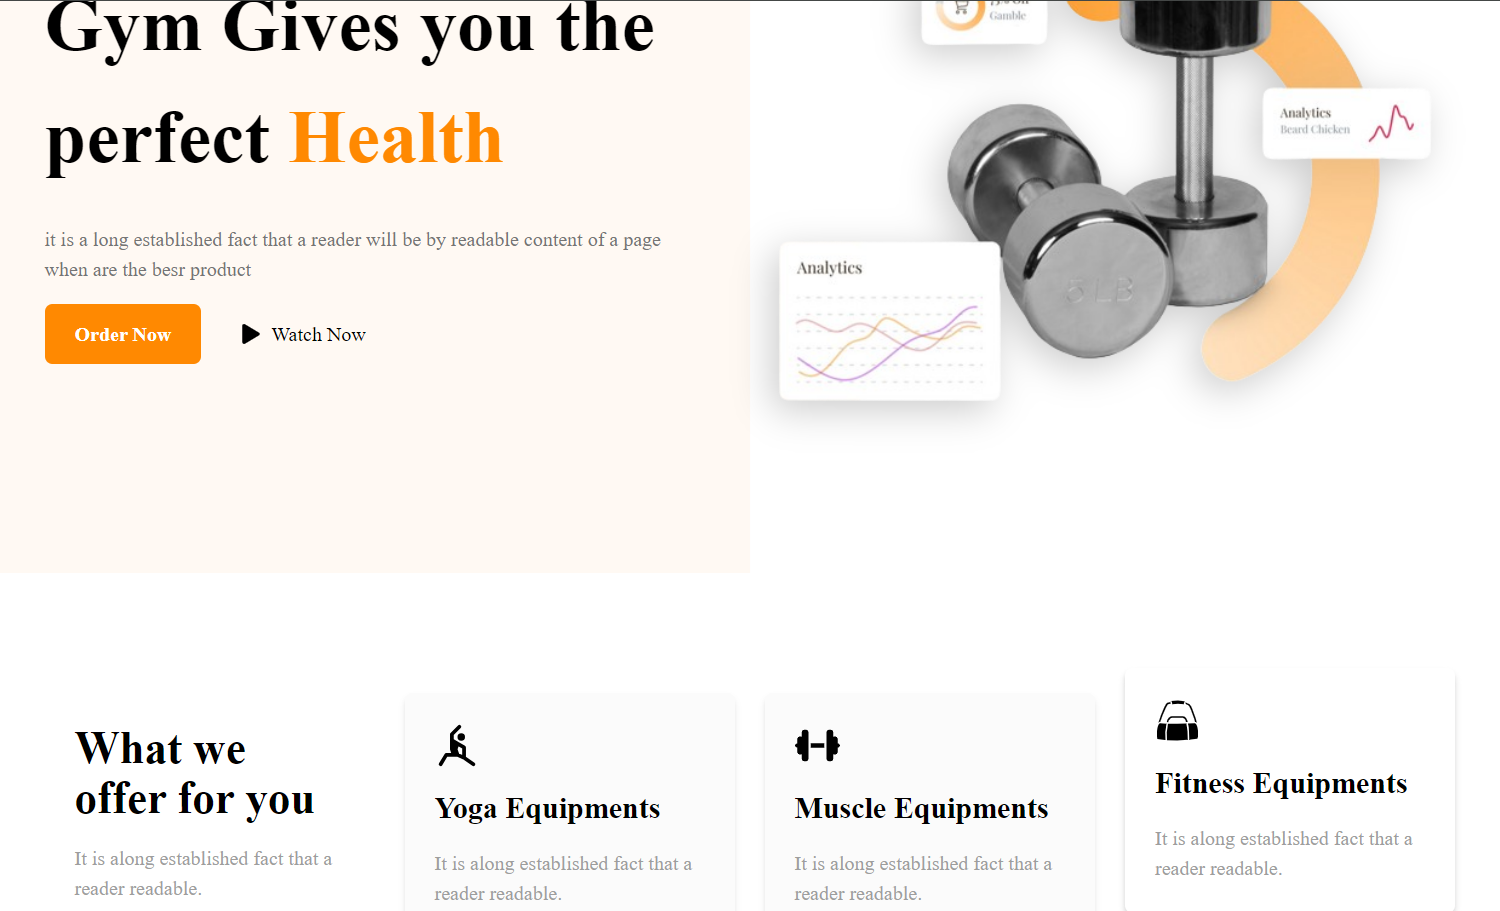 Gym Gives you the
perfect Health
it is a long established fact that a reader will be by readable content of a page
when are the besr product
Order Now
Watch Now
Gamble
Analytics
Beard Chicken
Analytics
5 LB
What we
offer for you
It is along established fact that a
reader readable.
Yoga Equipments
It is along established fact that a
reader readable.
Muscle Equipments
It is along established fact that a
reader readable.
Fitness Equipments
It is along established fact that a
reader readable.